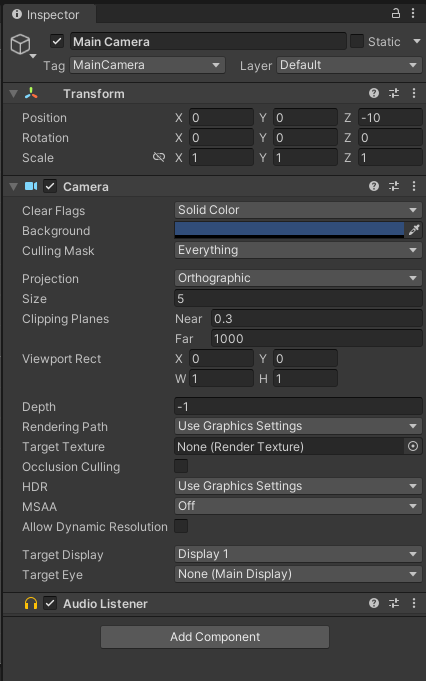 Inspector
Main Camera Static
Tag MainCamera Layer Default
Transform
Position X 0 Y 0 Z -10
Rotation X 0 Y 0 Z 0
Scale X 1 Y 1 Z 1
Camera
Clear Flags Solid Color
Background
Culling Mask Everything
Projection Orthographic
Size 5
Clipping Planes Near 0.3
Far 1000
Viewport Rect X 0 Y 0
W 1 H 1
Depth -1
Rendering Path Use Graphics Settings
Target Texture None (Render Texture)
Occlusion Culling
HDR Use Graphics Settings
MSAA Off
Allow Dynamic Resolution
Target Display Display 1
Target Eye None (Main Display)
Audio Listener
Add Component